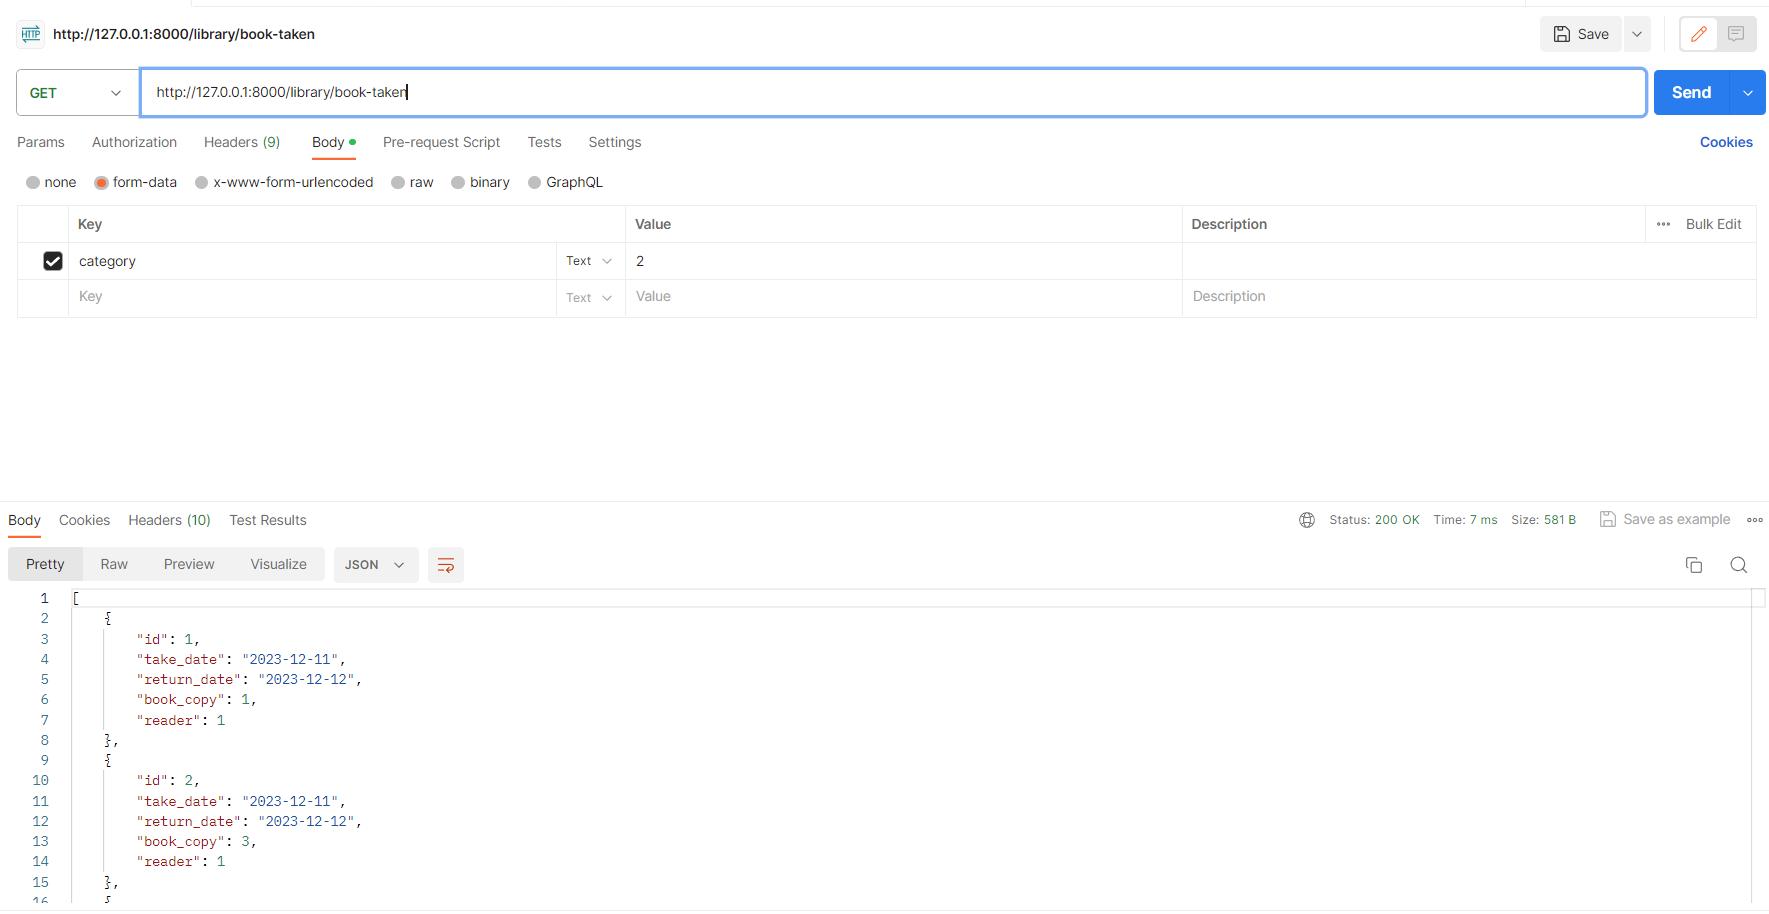 HTTP http://127.0.0.1:8000/library/book-taken Save
GET http://127.0.0.1:8000/library/book-taken Send
Params Authorization Headers (9) Body Pre-request Script Tests Settings Cookies
none form-data x-www-form-urlencoded raw binary GraphQL
Key Value Description ••• Bulk Edit
category Text 2
Key Text Value Description
Body Cookies Headers (10) Test Results Status: 200 OK Time: 7 ms Size: 581 B Save as example
Pretty Raw Preview Visualize JSON
1 [
2 {
3 "id": 1,
4 "take_date": "2023-12-11",
5 "return_date": "2023-12-12",
6 "book_copy": 1,
7 "reader": 1
8 },
9 {
10 "id": 2,
11 "take_date": "2023-12-11",
12 "return_date": "2023-12-12",
13 "book_copy": 3,
14 "reader": 1
15 },
16 {